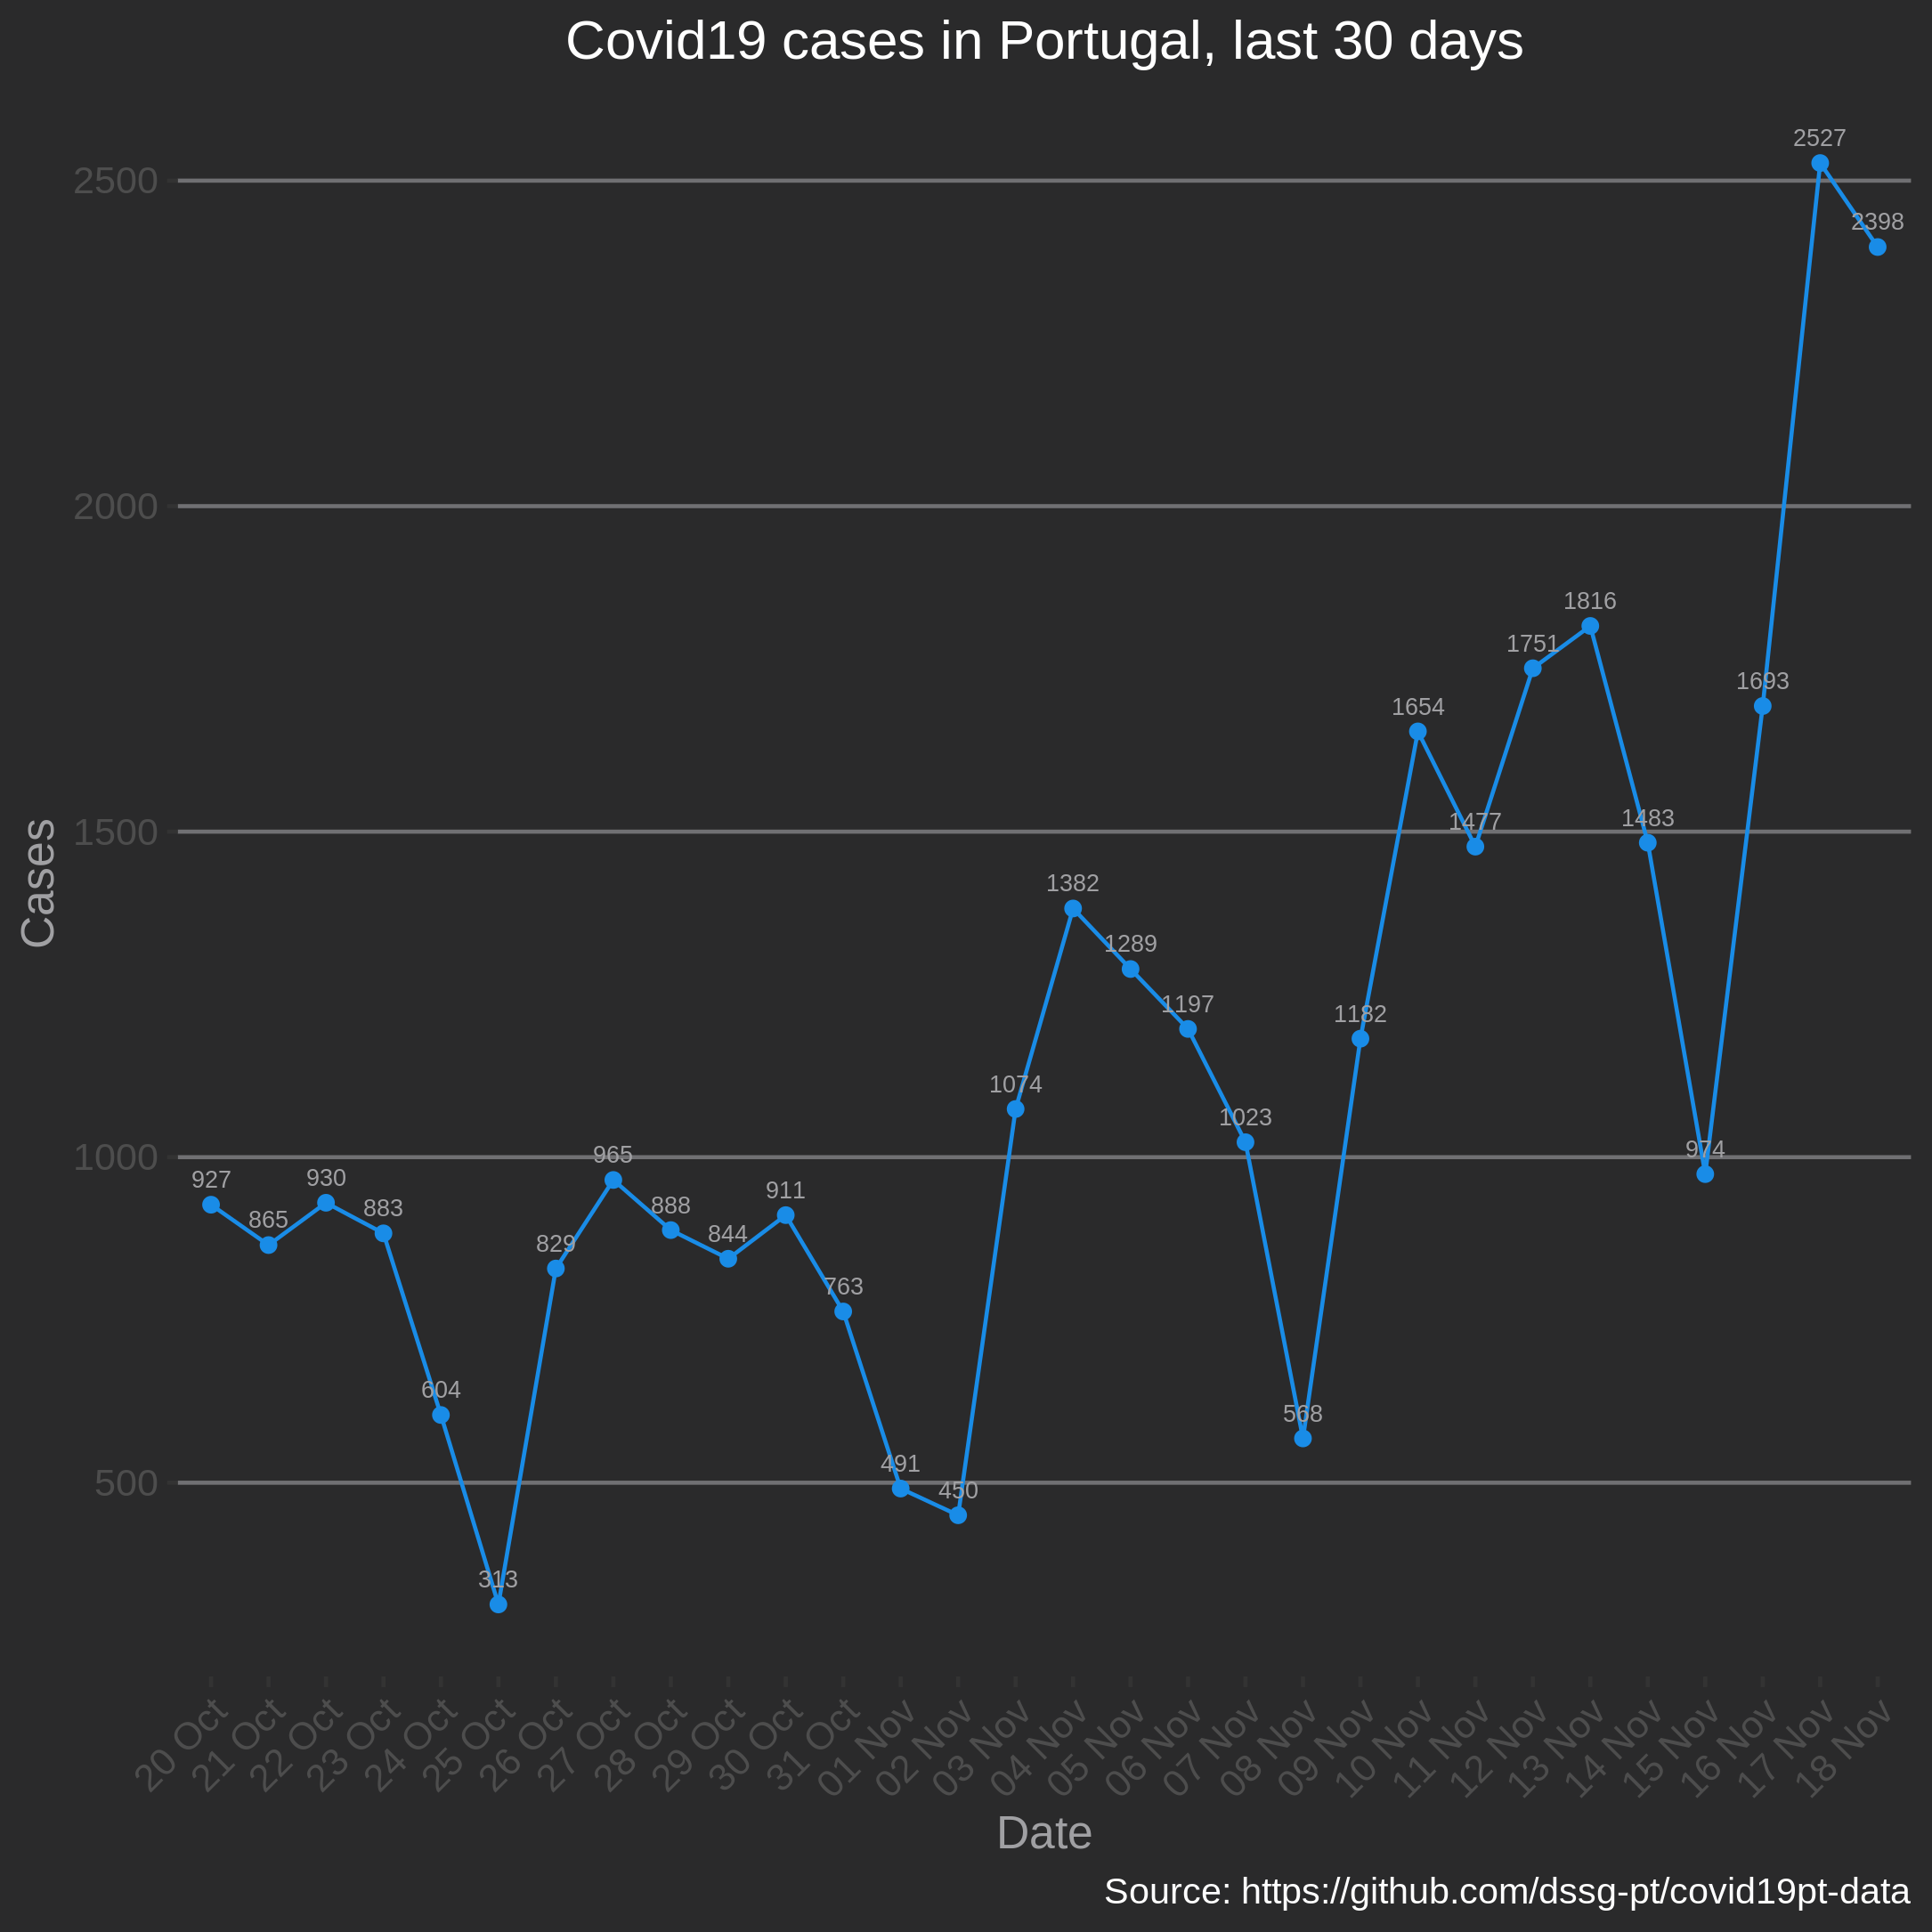 Covid19 cases in Portugal, last 30 days
2527
2500
2398
2000
1816
1751
1693
1654
1500
1483
1477
1382
1289
1197
1182
1074
1023
1000
974
965
930
927
911
888
883
865
844
829
763
604
568
500
491
450
313
Cases
20 Oct
21 Oct
22 Oct
23 Oct
24 Oct
25 Oct
26 Oct
27 Oct
28 Oct
29 Oct
30 Oct
31 Oct
01 Nov
02 Nov
03 Nov
04 Nov
05 Nov
06 Nov
07 Nov
08 Nov
09 Nov
10 Nov
11 Nov
12 Nov
13 Nov
14 Nov
15 Nov
16 Nov
17 Nov
18 Nov
Date
Source: https://github.com/dssg-pt/covid19pt-data